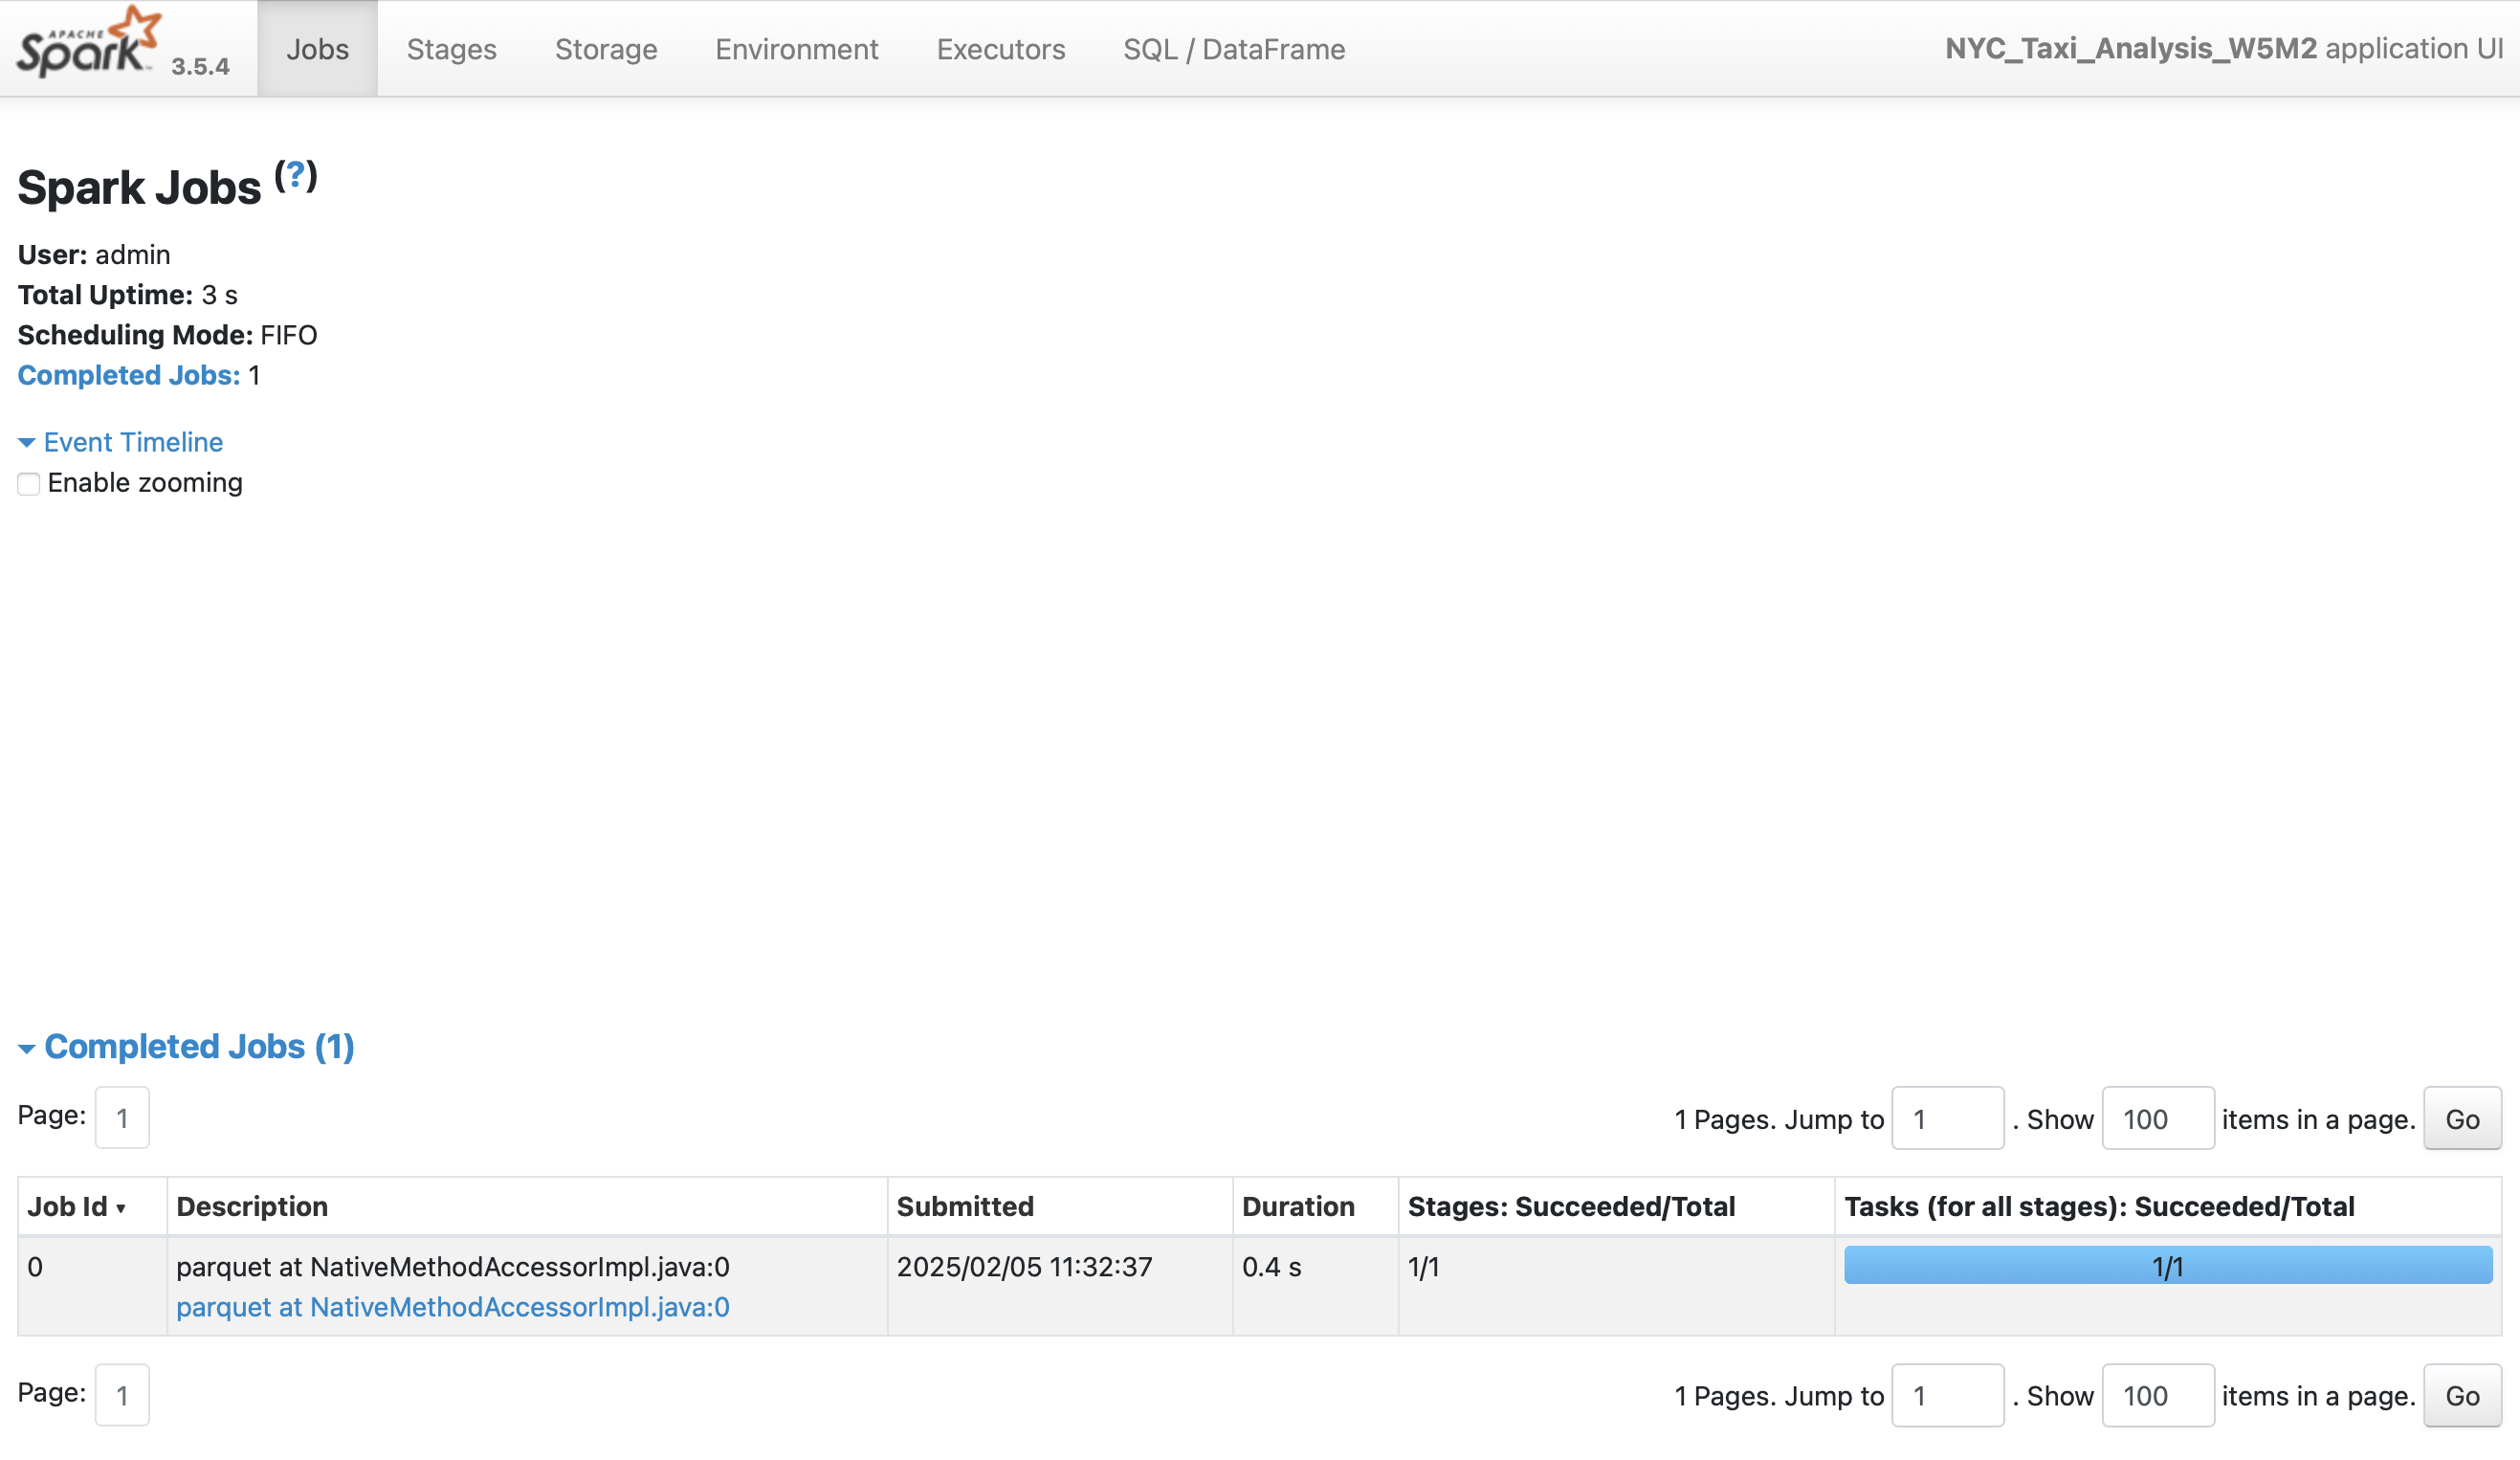 APACHE Spark 3.5.4 Jobs Stages Storage Environment Executors SQL / DataFrame NYC_Taxi_Analysis_W5M2 application UI
Spark Jobs (?)
User: admin
Total Uptime: 3 s
Scheduling Mode: FIFO
Completed Jobs: 1
Event Timeline
Enable zooming
Completed Jobs (1)
Page: 1 1 Pages. Jump to 1 . Show 100 items in a page. Go
Job Id ▾ Description Submitted Duration Stages: Succeeded/Total Tasks (for all stages): Succeeded/Total
0 parquet at NativeMethodAccessorImpl.java:0 2025/02/05 11:32:37 0.4 s 1/1 1/1
parquet at NativeMethodAccessorImpl.java:0
Page: 1 1 Pages. Jump to 1 . Show 100 items in a page. Go